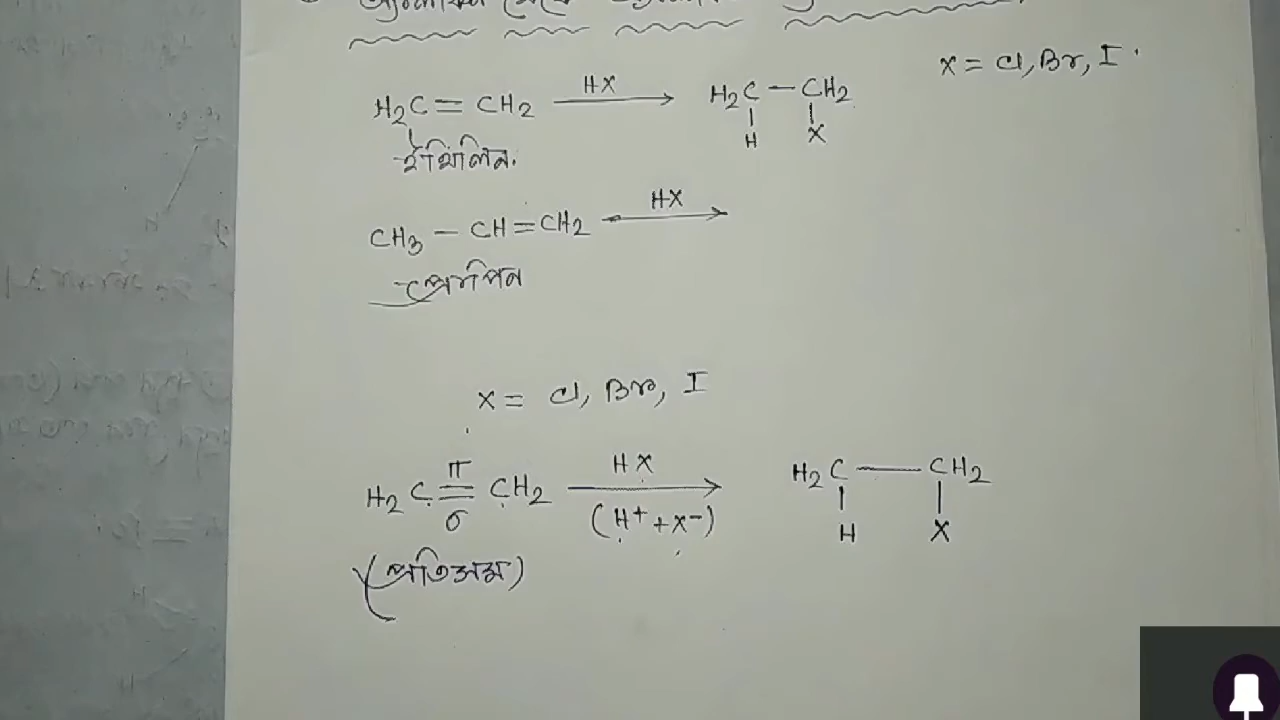 X = Cl, Br, I
H₂C = CH₂ —HX→ H₂C — CH₂
H X
ইথিলিন
CH₃ — CH = CH₂ —HX→
প্রোপিন
X = Cl, Br, I
π
H₂C = CH₂ —HX→ H₂C — CH₂
σ (H⁺ + X⁻) H X
(প্রতিসম)